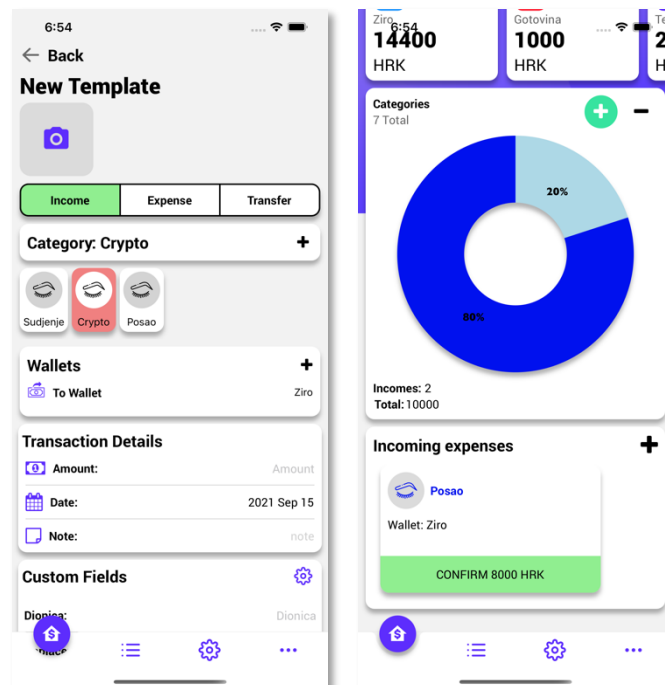 6:54
Back
New Template
Income Expense Transfer
Category: Crypto +
Sudjenje Crypto Posao
Wallets +
To Wallet Ziro
Transaction Details
Amount: Amount
Date: 2021 Sep 15
Note: note
Custom Fields
Dionica: Dionica
Ziro Gotovina
6:54
14400 1000 2
HRK HRK H
Categories
7 Total
20%
80%
Incomes: 2
Total: 10000
Incoming expenses +
Posao
Wallet: Ziro
CONFIRM 8000 HRK